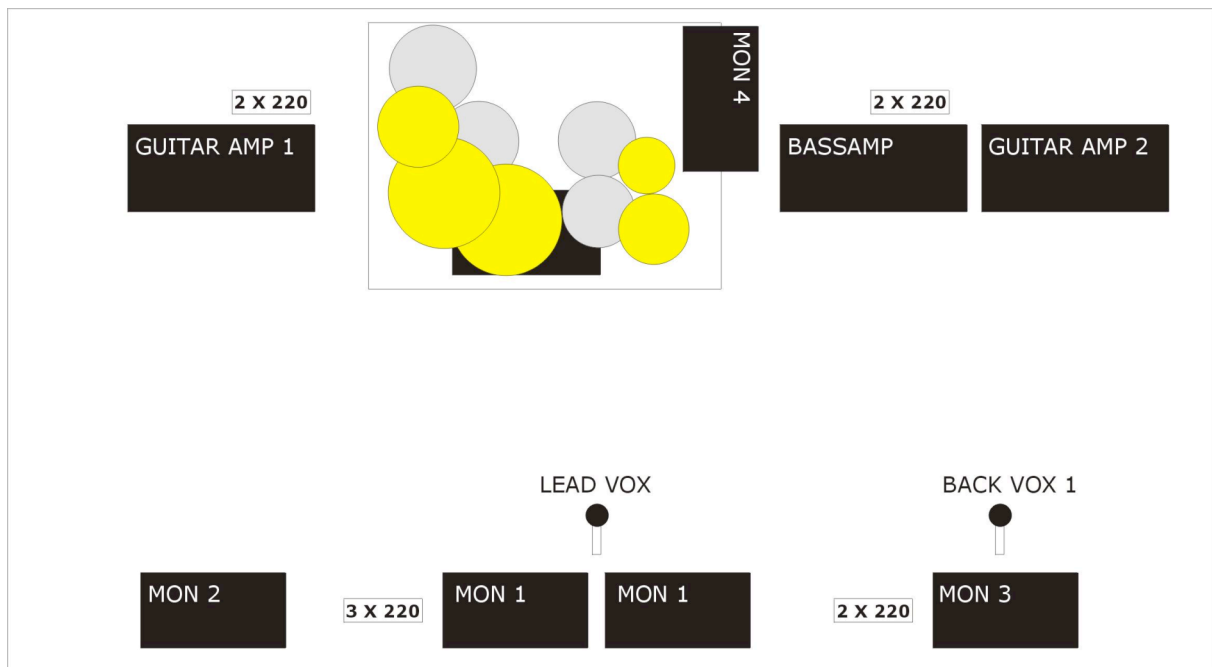 MON 4
2 X 220
2 X 220
GUITAR AMP 1
BASSAMP
GUITAR AMP 2
LEAD VOX
BACK VOX 1
MON 2
3 X 220
MON 1
MON 1
2 X 220
MON 3